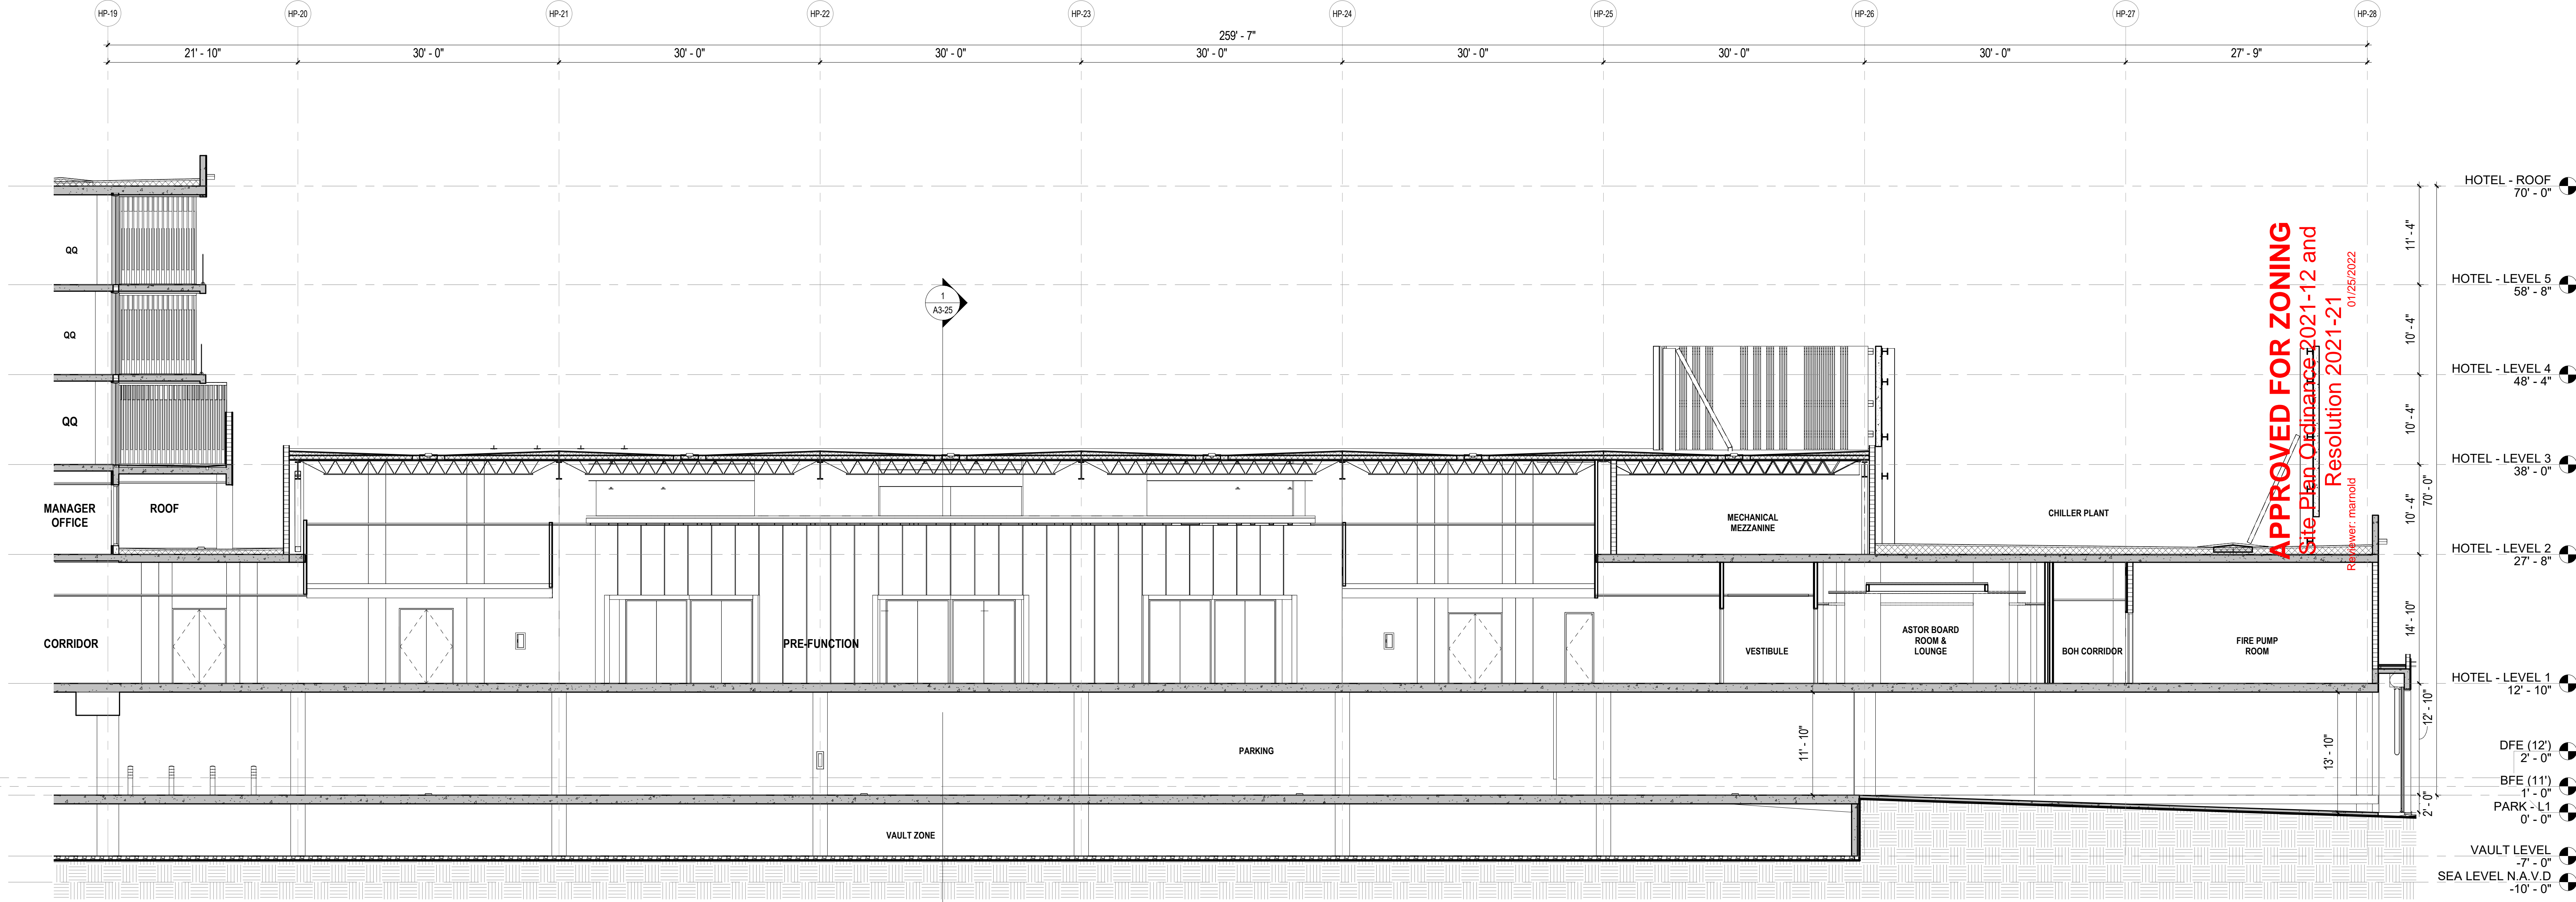 HP-19 HP-20 HP-21 HP-22 HP-23 HP-24 HP-25 HP-26 HP-27 HP-28
259' - 7"
21' - 10" 30' - 0" 30' - 0" 30' - 0" 30' - 0" 30' - 0" 30' - 0" 30' - 0" 27' - 9"
HOTEL - ROOF
70' - 0"
11' - 4"
QQ
HOTEL - LEVEL 5
58' - 8"
1
A3-25
10' - 4"
QQ
HOTEL - LEVEL 4
48' - 4"
10' - 4"
QQ
HOTEL - LEVEL 3
38' - 0"
10' - 4"
70' - 0"
MANAGER
OFFICE
ROOF
MECHANICAL
MEZZANINE
CHILLER PLANT
HOTEL - LEVEL 2
27' - 8"
APPROVED FOR ZONING
Site Plan Ordinance 2021-12 and
Resolution 2021-21
01/25/2022
Reviewer: marnold
14' - 10"
CORRIDOR
PRE-FUNCTION
VESTIBULE
ASTOR BOARD
ROOM &
LOUNGE
BOH CORRIDOR
FIRE PUMP
ROOM
HOTEL - LEVEL 1
12' - 10"
12' - 10"
PARKING
11' - 10"
13' - 10"
DFE (12')
2' - 0"
BFE (11')
1' - 0"
2' - 0"
PARK - L1
0' - 0"
VAULT ZONE
VAULT LEVEL
-7' - 0"
SEA LEVEL N.A.V.D
-10' - 0"